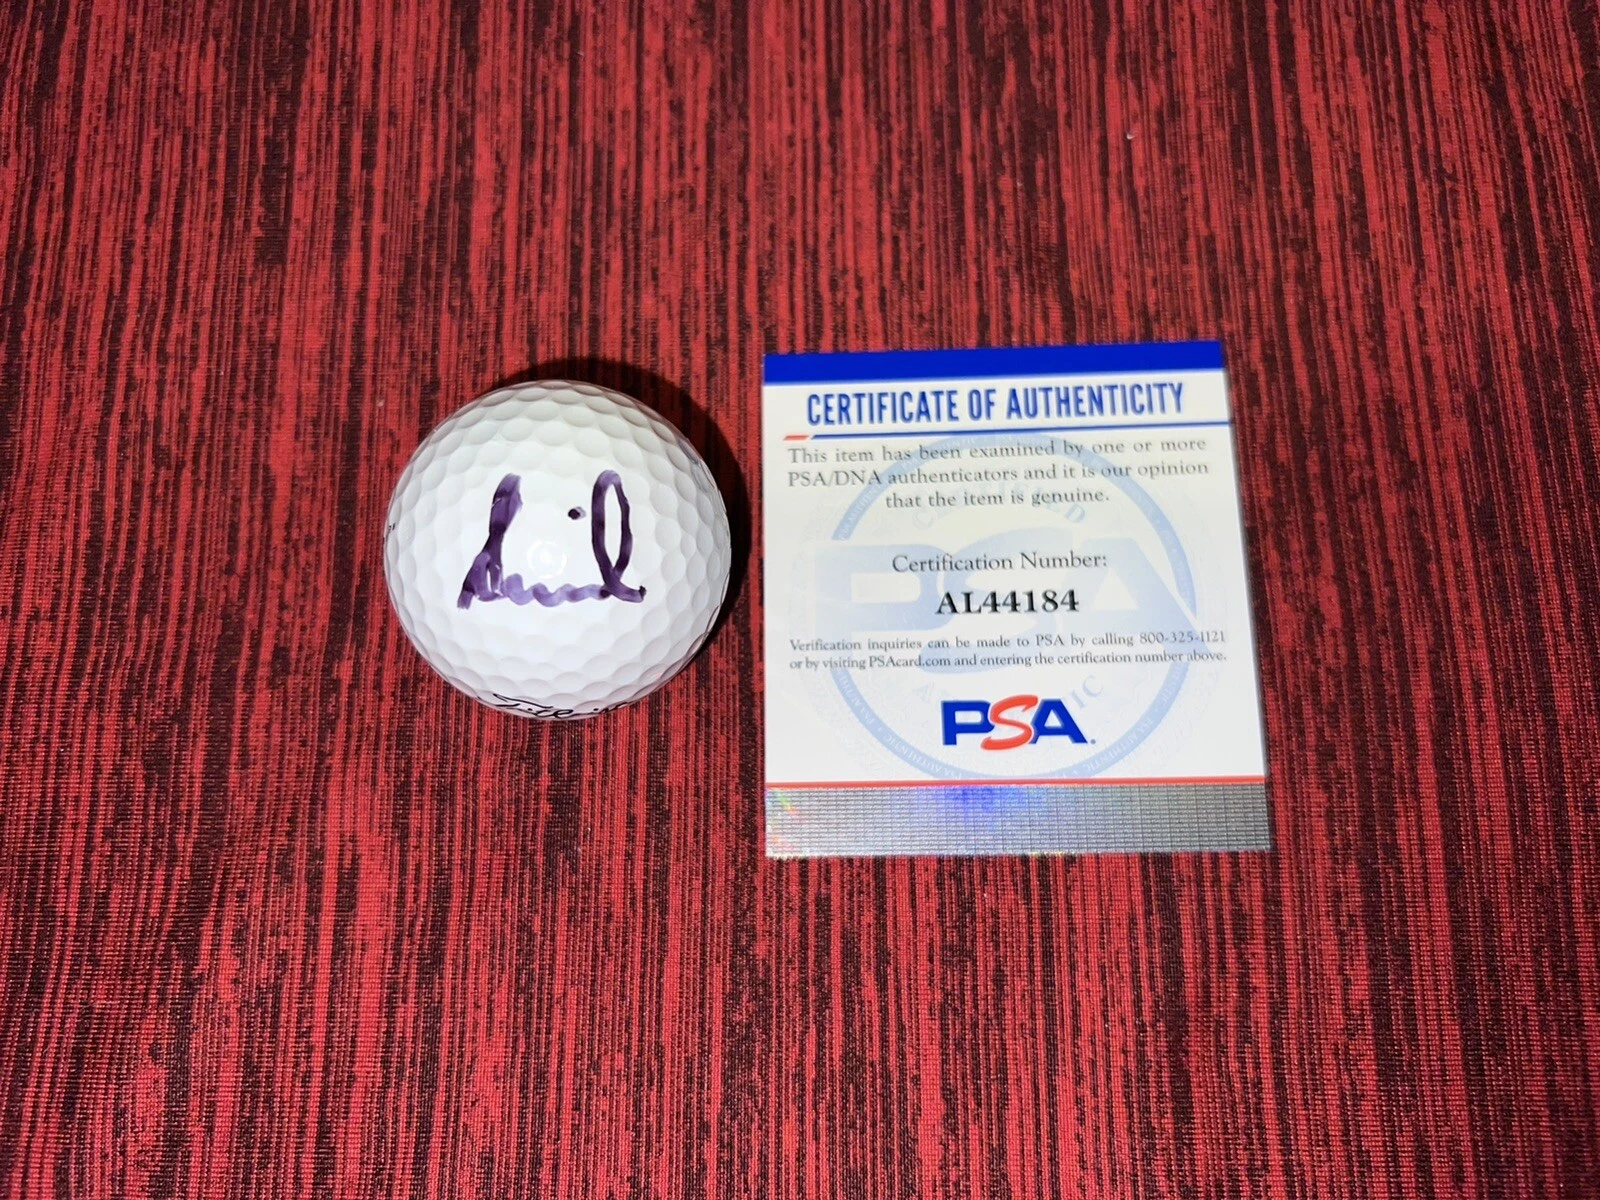 CERTIFICATE OF AUTHENTICITY
This item has been examined by one or more
PSA/DNA authenticators and it is our opinion
that the item is genuine.
Certification Number:
AL44184
Verification inquiries can be made to PSA by calling 800-325-1121
or by visiting PSAcard.com and entering the certification number above.
PSA